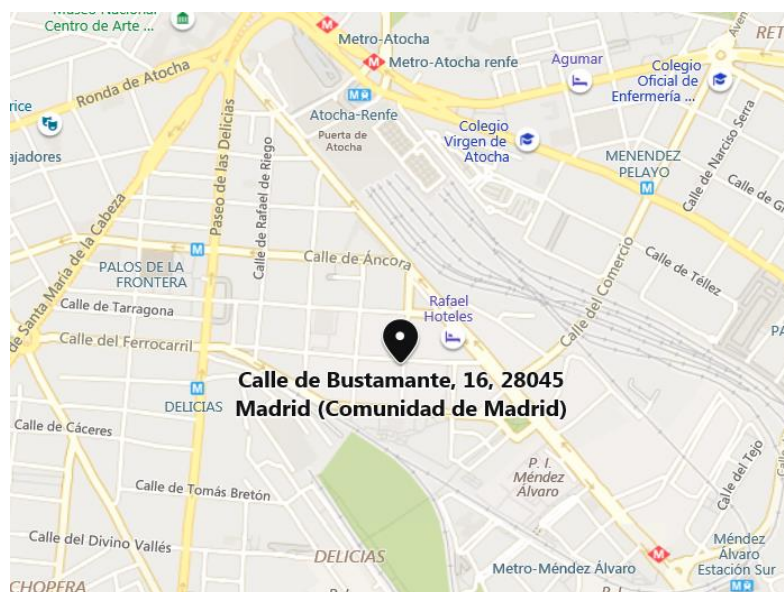 Museo Nacional
Centro de Arte ...
Metro-Atocha
Metro-Atocha renfe
Agumar
Colegio
Oficial de
Enfermería ...
RET
Ronda de Atocha
Atocha-Renfe
Puerta de
Atocha
Colegio
Virgen de
Atocha
MENENDEZ
PELAYO
Calle de Narciso Serra
rice
ajadores
Paseo de las Delicias
Calle de Rafael de Riego
de Santa María de la Cabeza
Calle de Áncora
PALOS DE LA
FRONTERA
Calle de Téllez
Calle del Comercio
Calle de Tarragona
Rafael
Hoteles
Calle del Ferrocarril
PA
Calle de Bustamante, 16, 28045
Madrid (Comunidad de Madrid)
DELICIAS
Calle de Cáceres
P. I.
Méndez
Álvaro
Calle del Tejo
Calle de Tomás Bretón
Calle del Divino Vallés
DELICIAS
Metro-Méndez Álvaro
Méndez
Álvaro
Estación Sur
CHOPERA